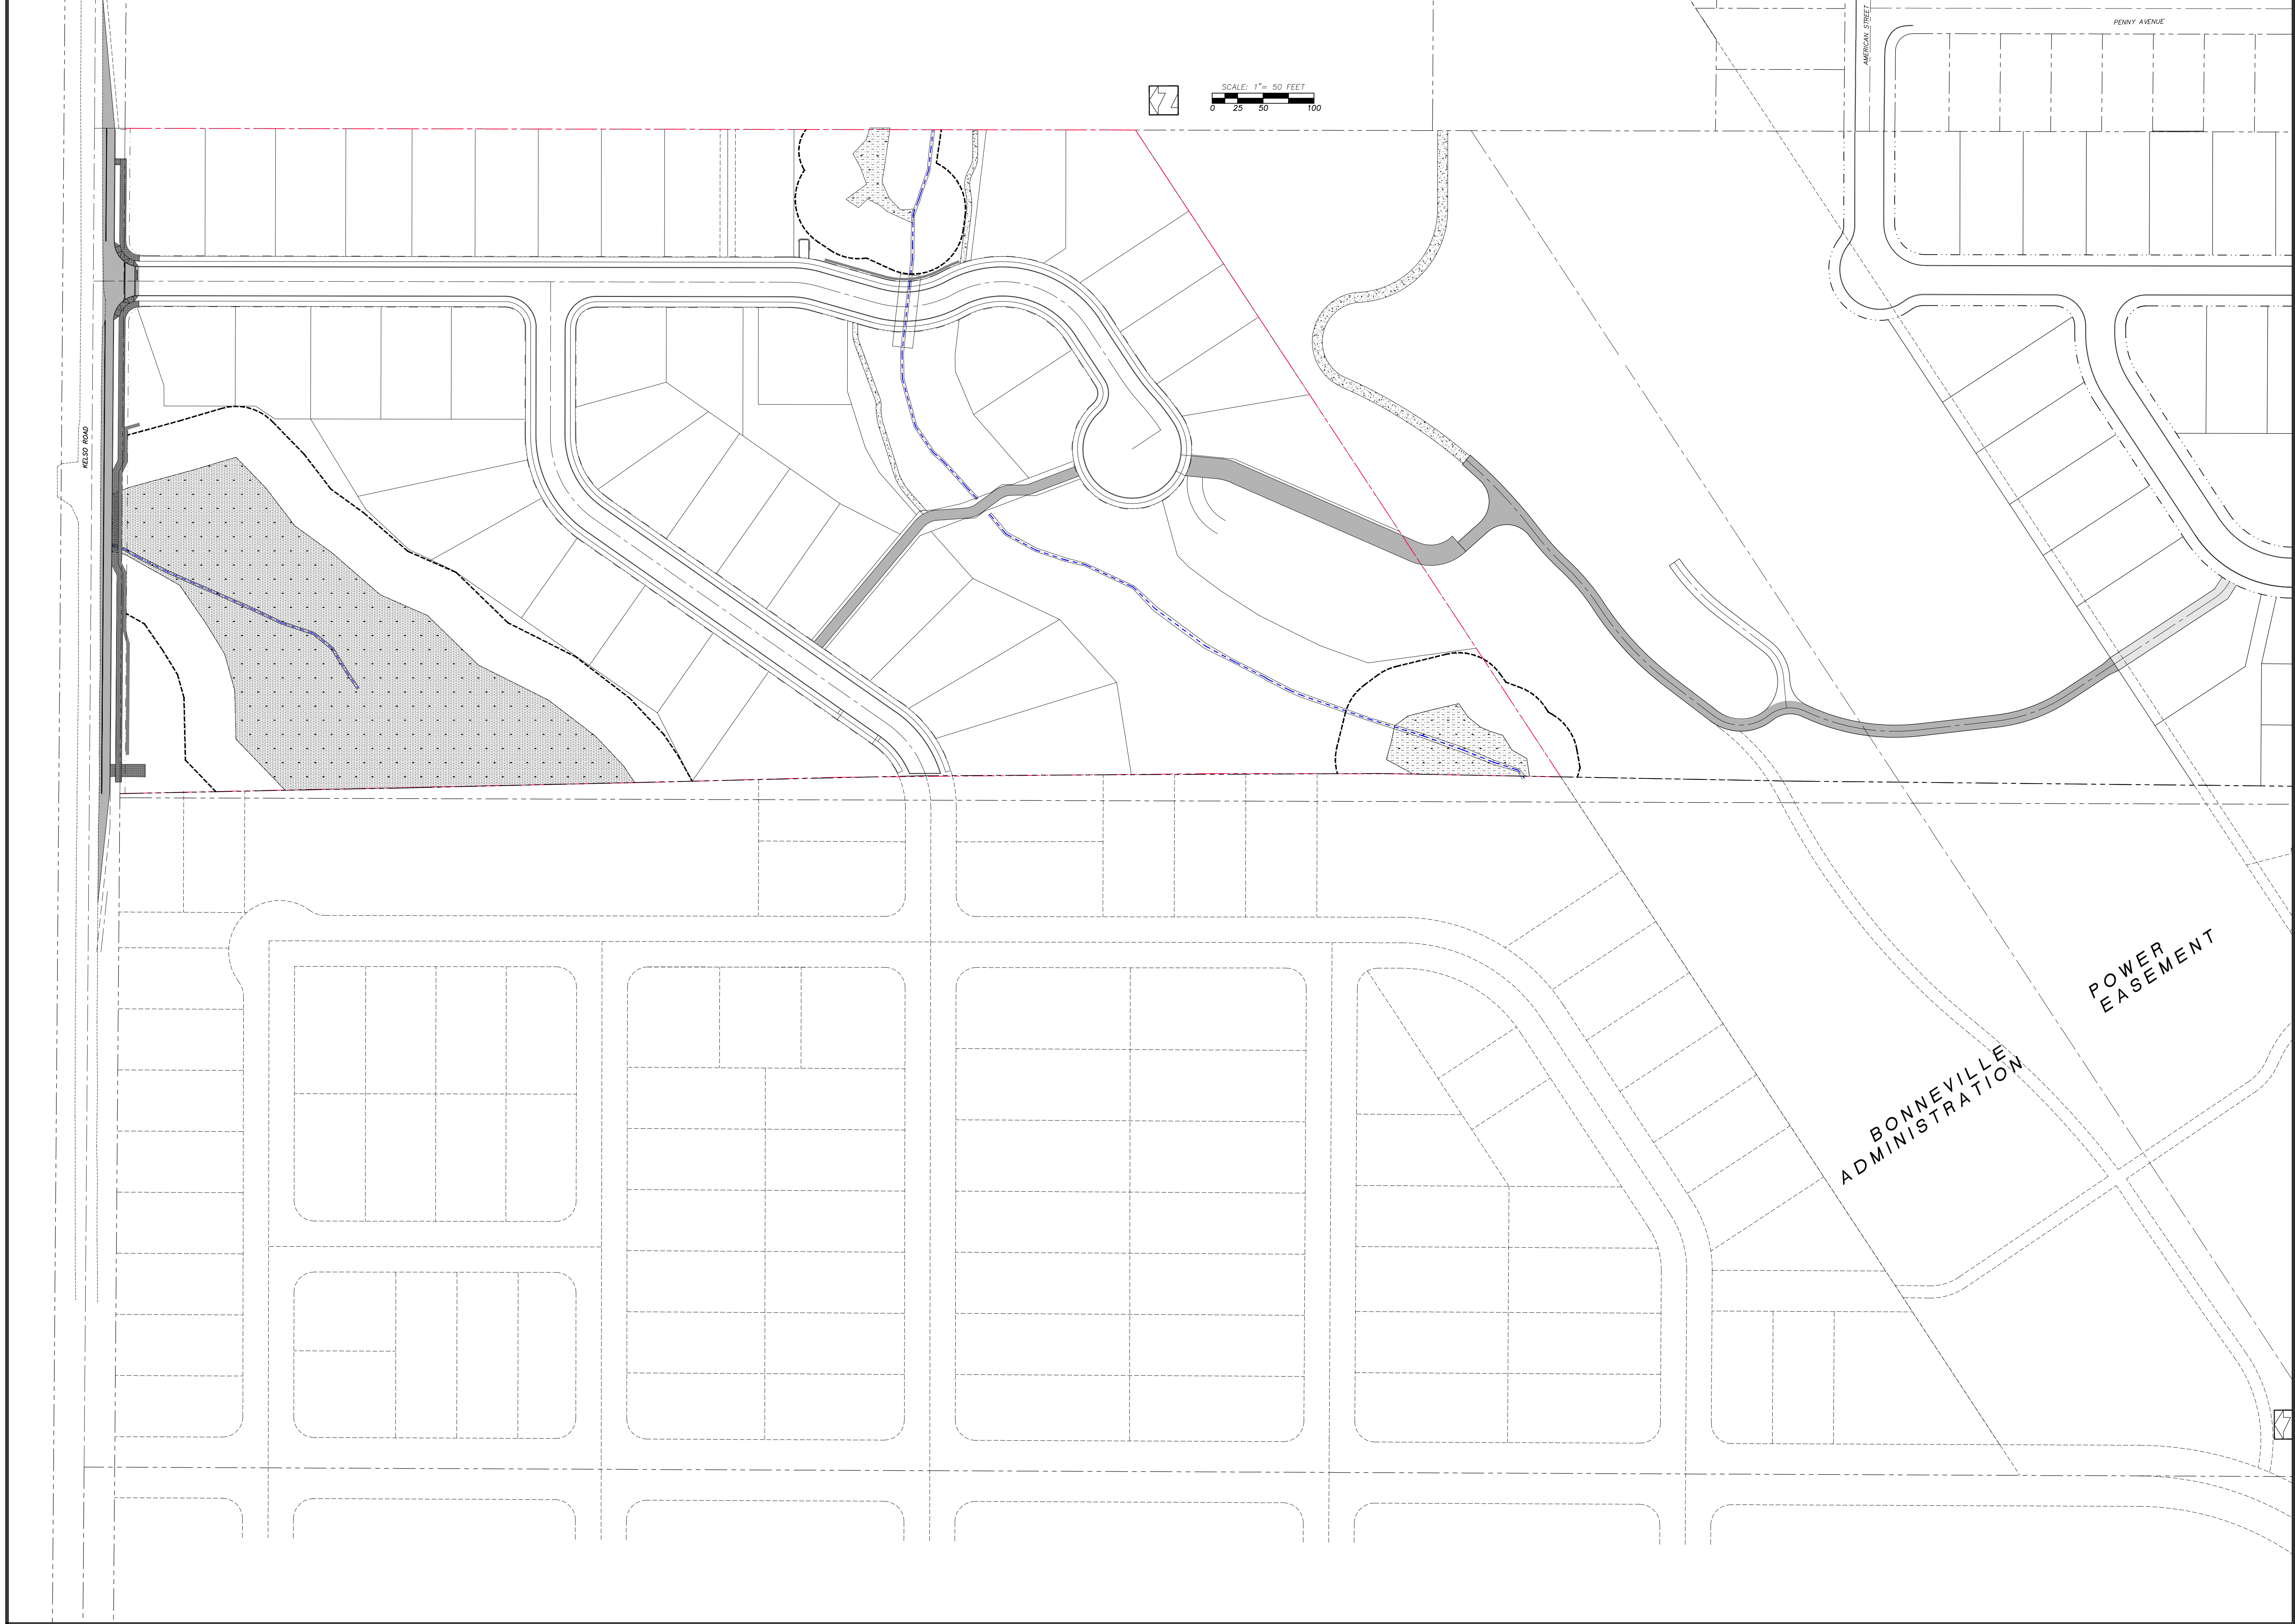 PENNY AVENUE
AMERICAN STREET
SCALE: 1"= 50 FEET
0 25 50 100
KELSO ROAD
POWER
EASEMENT
BONNEVILLE
ADMINISTRATION